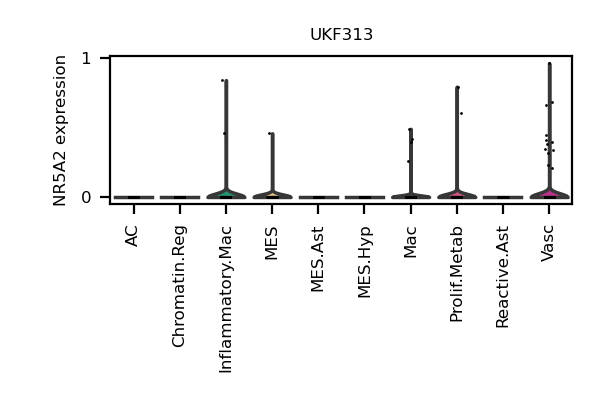 UKF313
NR5A2 expression
1
0
AC
Chromatin.Reg
Inflammatory.Mac
MES
MES.Ast
MES.Hyp
Mac
Prolif.Metab
Reactive.Ast
Vasc